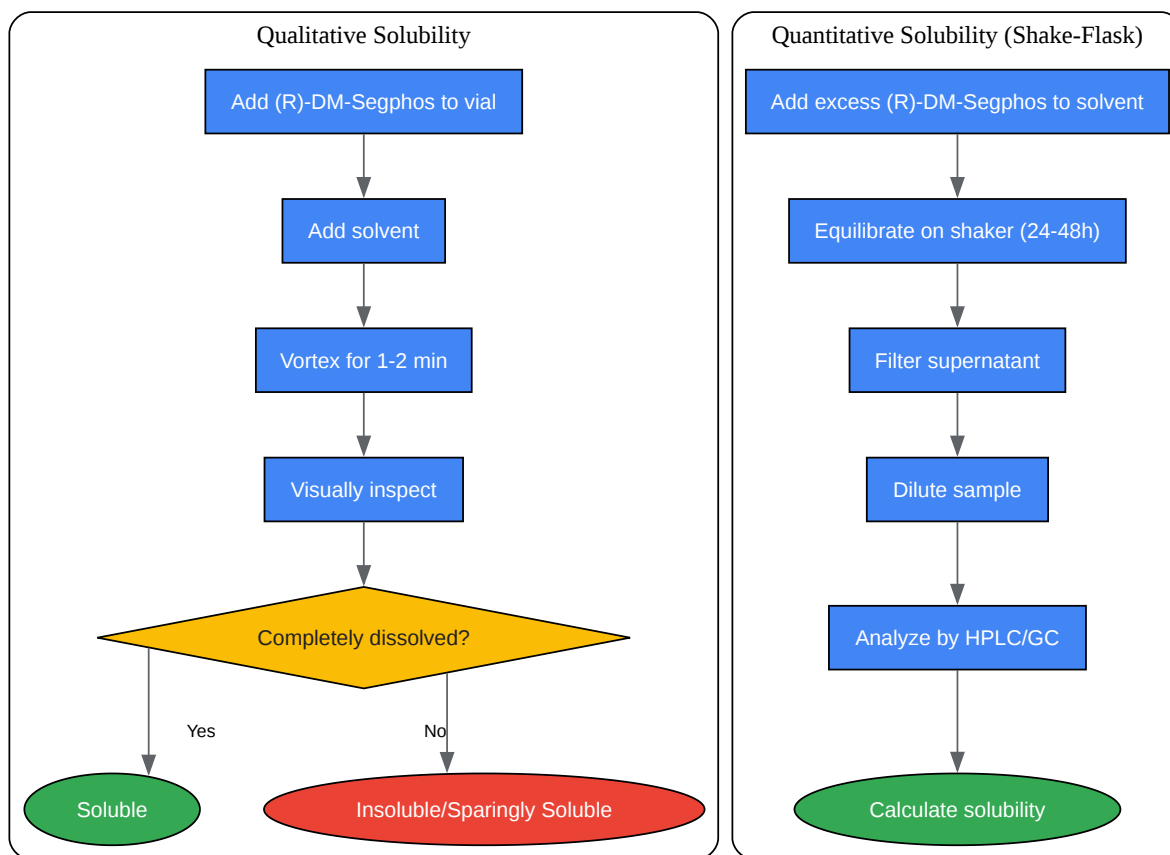 Qualitative Solubility
Add (R)-DM-Segphos to vial
Add solvent
Vortex for 1-2 min
Visually inspect
Completely dissolved?
Yes
No
Soluble
Insoluble/Sparingly Soluble
Quantitative Solubility (Shake-Flask)
Add excess (R)-DM-Segphos to solvent
Equilibrate on shaker (24-48h)
Filter supernatant
Dilute sample
Analyze by HPLC/GC
Calculate solubility